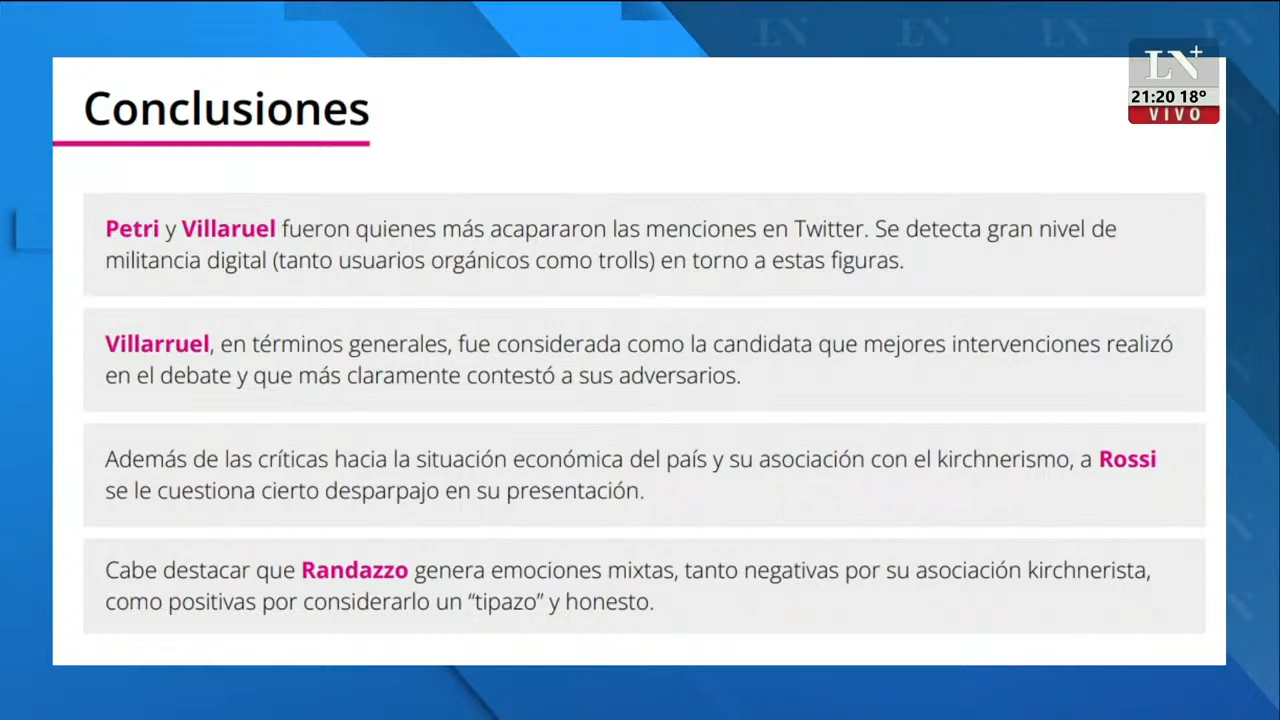 LN+
21:20 18°
VIVO
Conclusiones
Petri y Villaruel fueron quienes más acapararon las menciones en Twitter. Se detecta gran nivel de
militancia digital (tanto usuarios orgánicos como trolls) en torno a estas figuras.
Villarruel, en términos generales, fue considerada como la candidata que mejores intervenciones realizó
en el debate y que más claramente contestó a sus adversarios.
Además de las críticas hacia la situación económica del país y su asociación con el kirchnerismo, a Rossi
se le cuestiona cierto desparpajo en su presentación.
Cabe destacar que Randazzo genera emociones mixtas, tanto negativas por su asociación kirchnerista,
como positivas por considerarlo un “tipazo” y honesto.